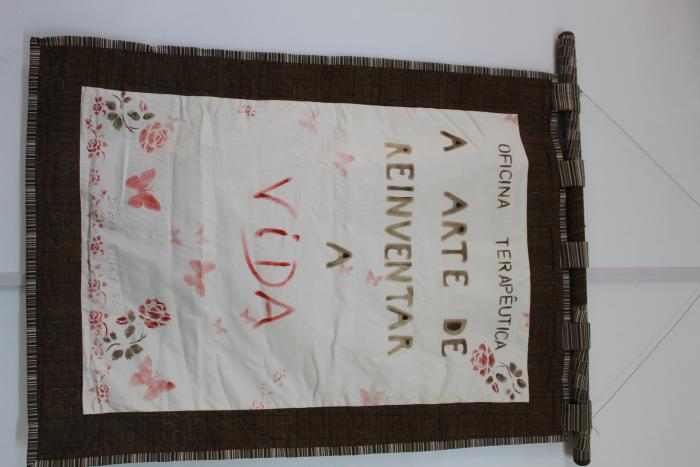 OFICINA TERAPÊUTICA
A ARTE DE
REINVENTAR
A
ViDA